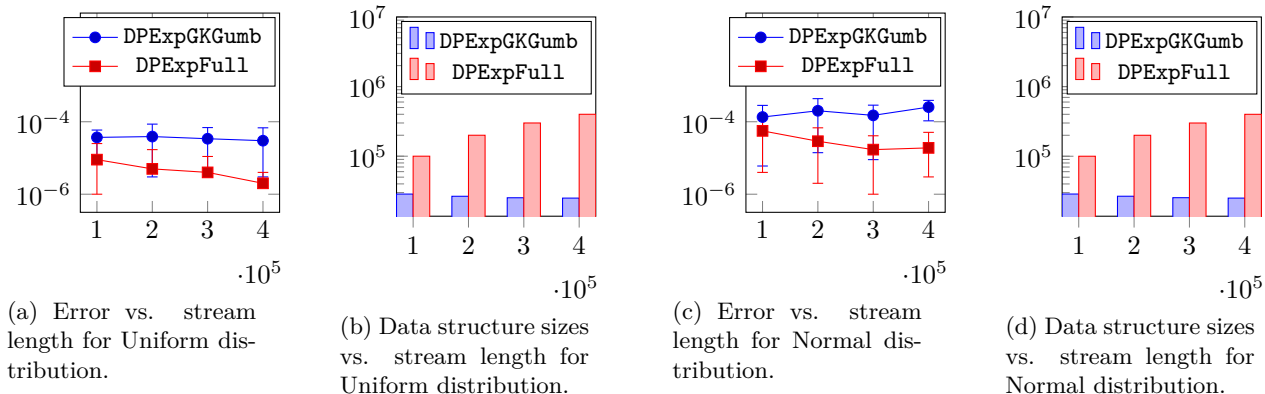 DPExpGKGumb
DPExpFull
10^−4
10^−6
1 2 3 4
·10^5
(a) Error vs. stream
length for Uniform dis-
tribution.
10^7
10^6
10^5
DPExpGKGumb
DPExpFull
1 2 3 4
·10^5
(b) Data structure sizes
vs. stream length for
Uniform distribution.
DPExpGKGumb
DPExpFull
10^−4
10^−6
1 2 3 4
·10^5
(c) Error vs. stream
length for Normal dis-
tribution.
10^7
10^6
10^5
DPExpGKGumb
DPExpFull
1 2 3 4
·10^5
(d) Data structure sizes
vs. stream length for
Normal distribution.